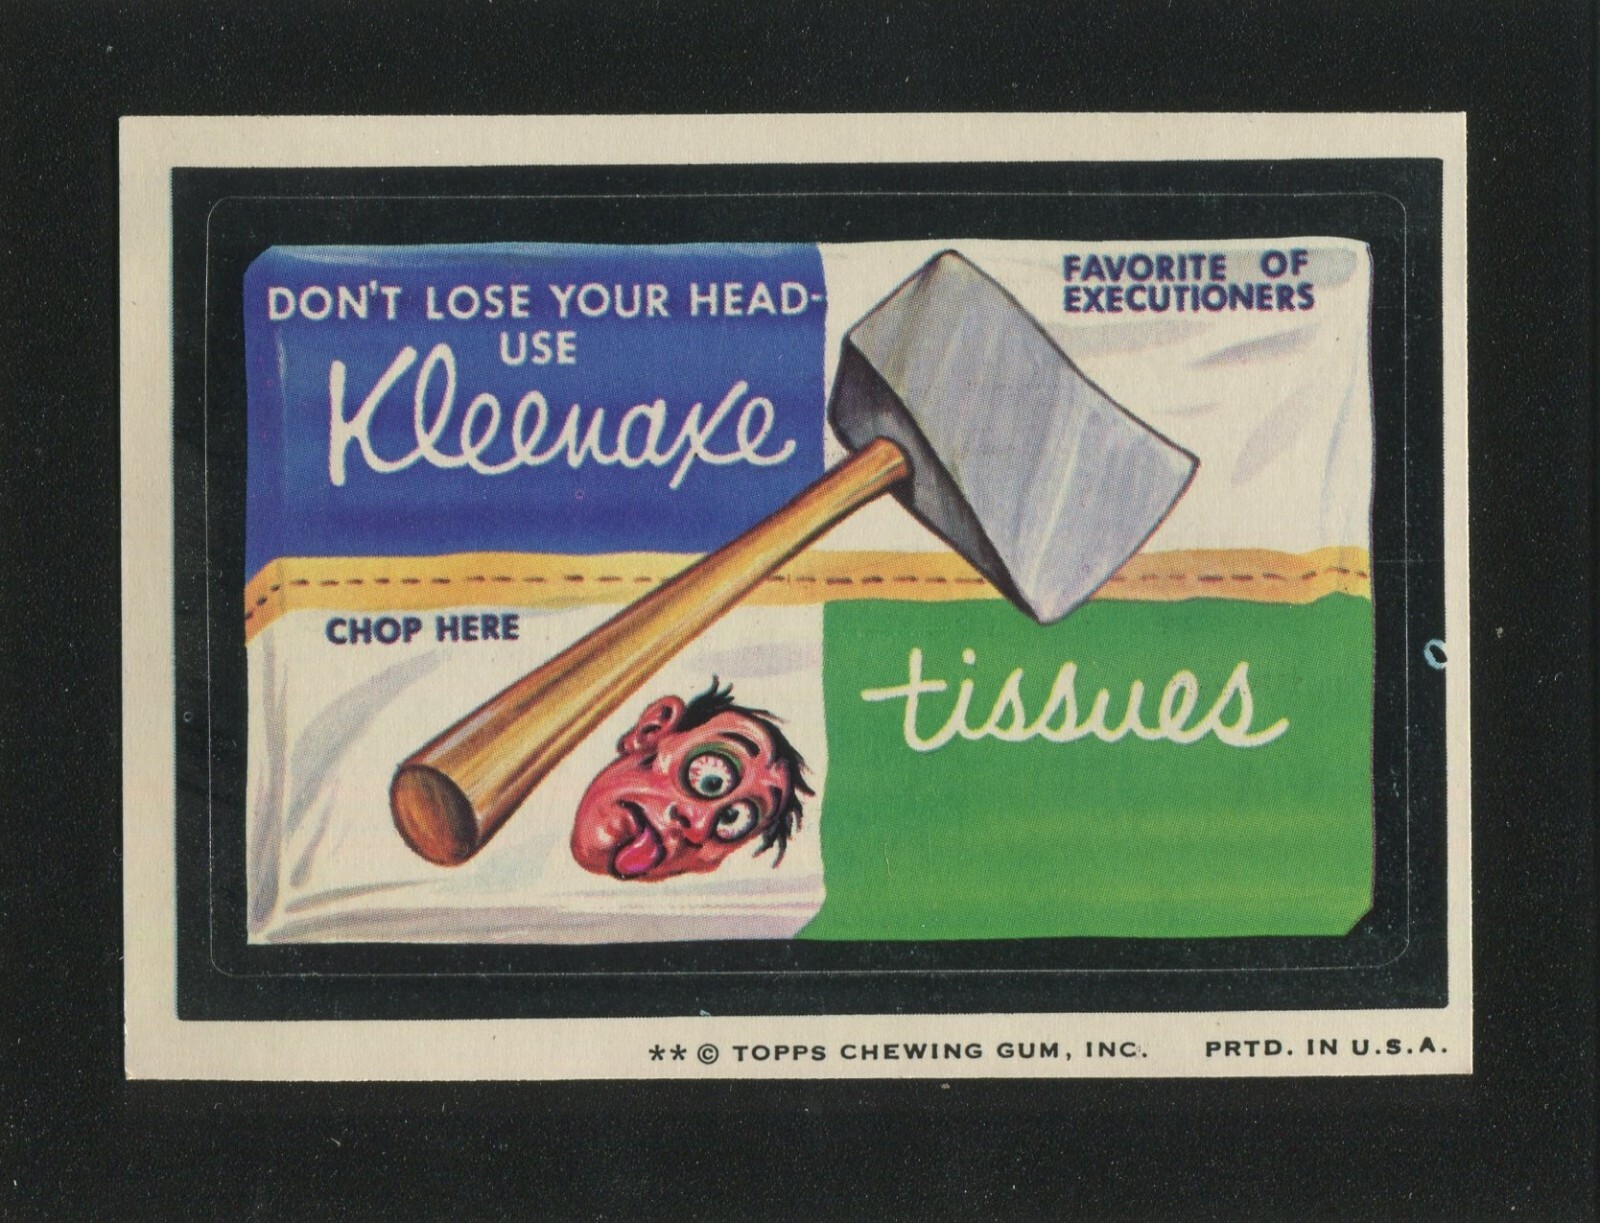 DON'T LOSE YOUR HEAD-
USE
Kleenaxe
FAVORITE OF
EXECUTIONERS
CHOP HERE
tissues
** © TOPPS CHEWING GUM, INC. PRTD. IN U.S.A.